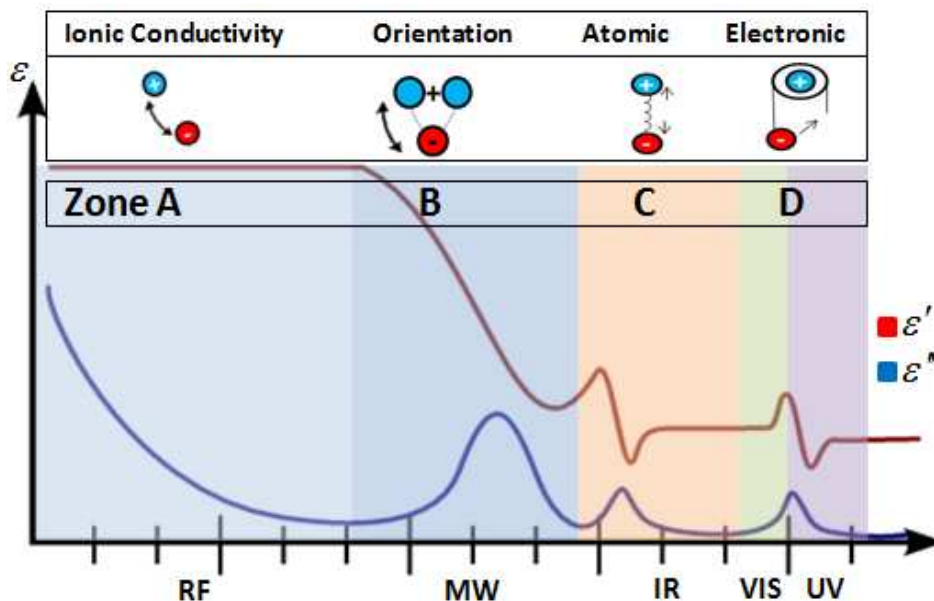 Ionic Conductivity Orientation Atomic Electronic
ε
+ - + - + - + -
Zone A B C D
ε'
ε"
RF MW IR VIS UV